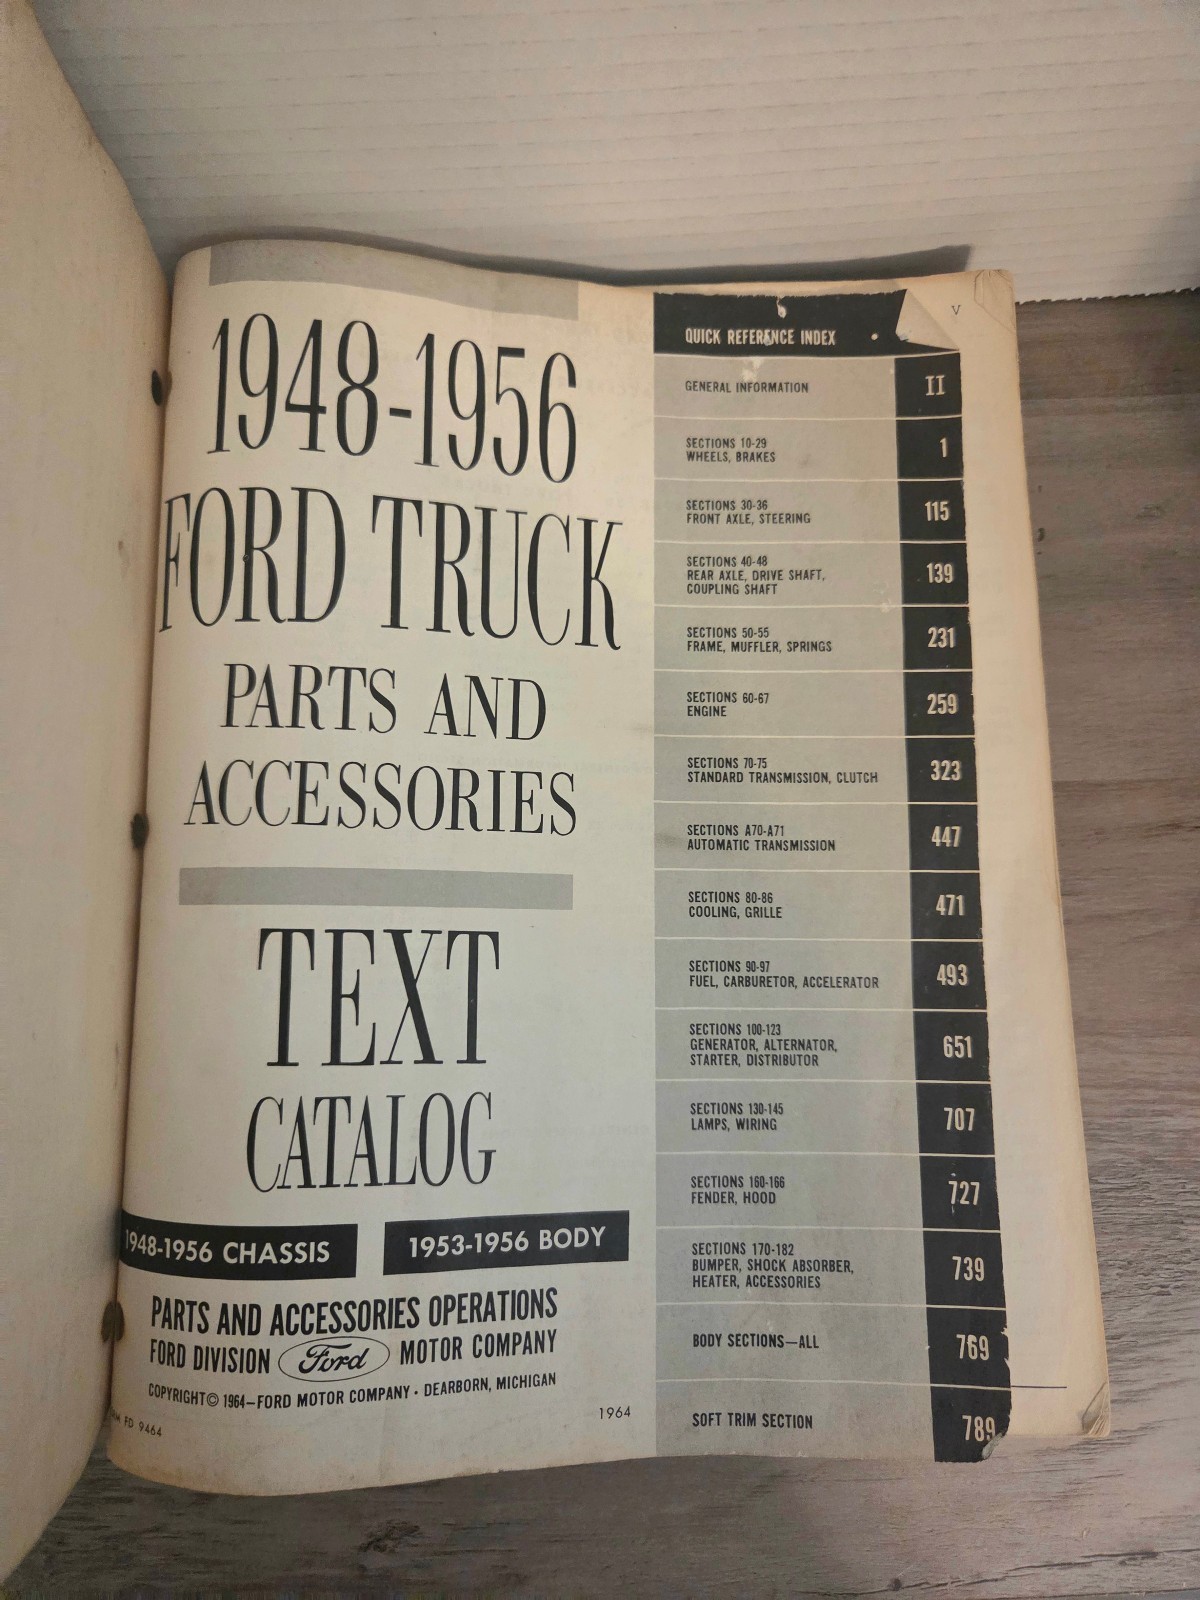 1948-1956
FORD TRUCK
PARTS AND
ACCESSORIES
TEXT
CATALOG
1948-1956 CHASSIS
1953-1956 BODY
PARTS AND ACCESSORIES OPERATIONS
FORD DIVISION Ford MOTOR COMPANY
COPYRIGHT © 1964—FORD MOTOR COMPANY • DEARBORN, MICHIGAN
FD 9464
1964
V
QUICK REFERENCE INDEX
GENERAL INFORMATION II
SECTIONS 10-29
WHEELS, BRAKES 1
SECTIONS 30-36
FRONT AXLE, STEERING 115
SECTIONS 40-48
REAR AXLE, DRIVE SHAFT,
COUPLING SHAFT 139
SECTIONS 50-55
FRAME, MUFFLER, SPRINGS 231
SECTIONS 60-67
ENGINE 259
SECTIONS 70-75
STANDARD TRANSMISSION, CLUTCH 323
SECTIONS A70-A71
AUTOMATIC TRANSMISSION 447
SECTIONS 80-86
COOLING, GRILLE 471
SECTIONS 90-97
FUEL, CARBURETOR, ACCELERATOR 493
SECTIONS 100-123
GENERATOR, ALTERNATOR,
STARTER, DISTRIBUTOR 651
SECTIONS 130-145
LAMPS, WIRING 707
SECTIONS 160-166
FENDER, HOOD 727
SECTIONS 170-182
BUMPER, SHOCK ABSORBER,
HEATER, ACCESSORIES 739
BODY SECTIONS—ALL 769
SOFT TRIM SECTION 789